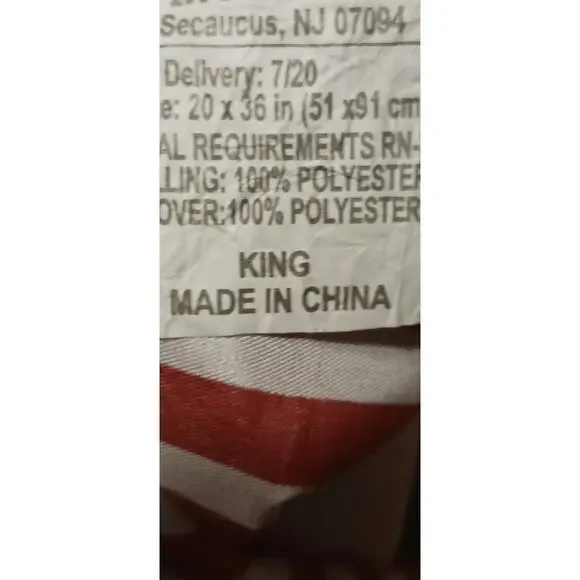 Secaucus, NJ 07094
Delivery: 7/20
e: 20 x 36 in (51 x91 cm
AL REQUIREMENTS RN-
LLING: 100% POLYESTER
OVER:100% POLYESTER
KING
MADE IN CHINA